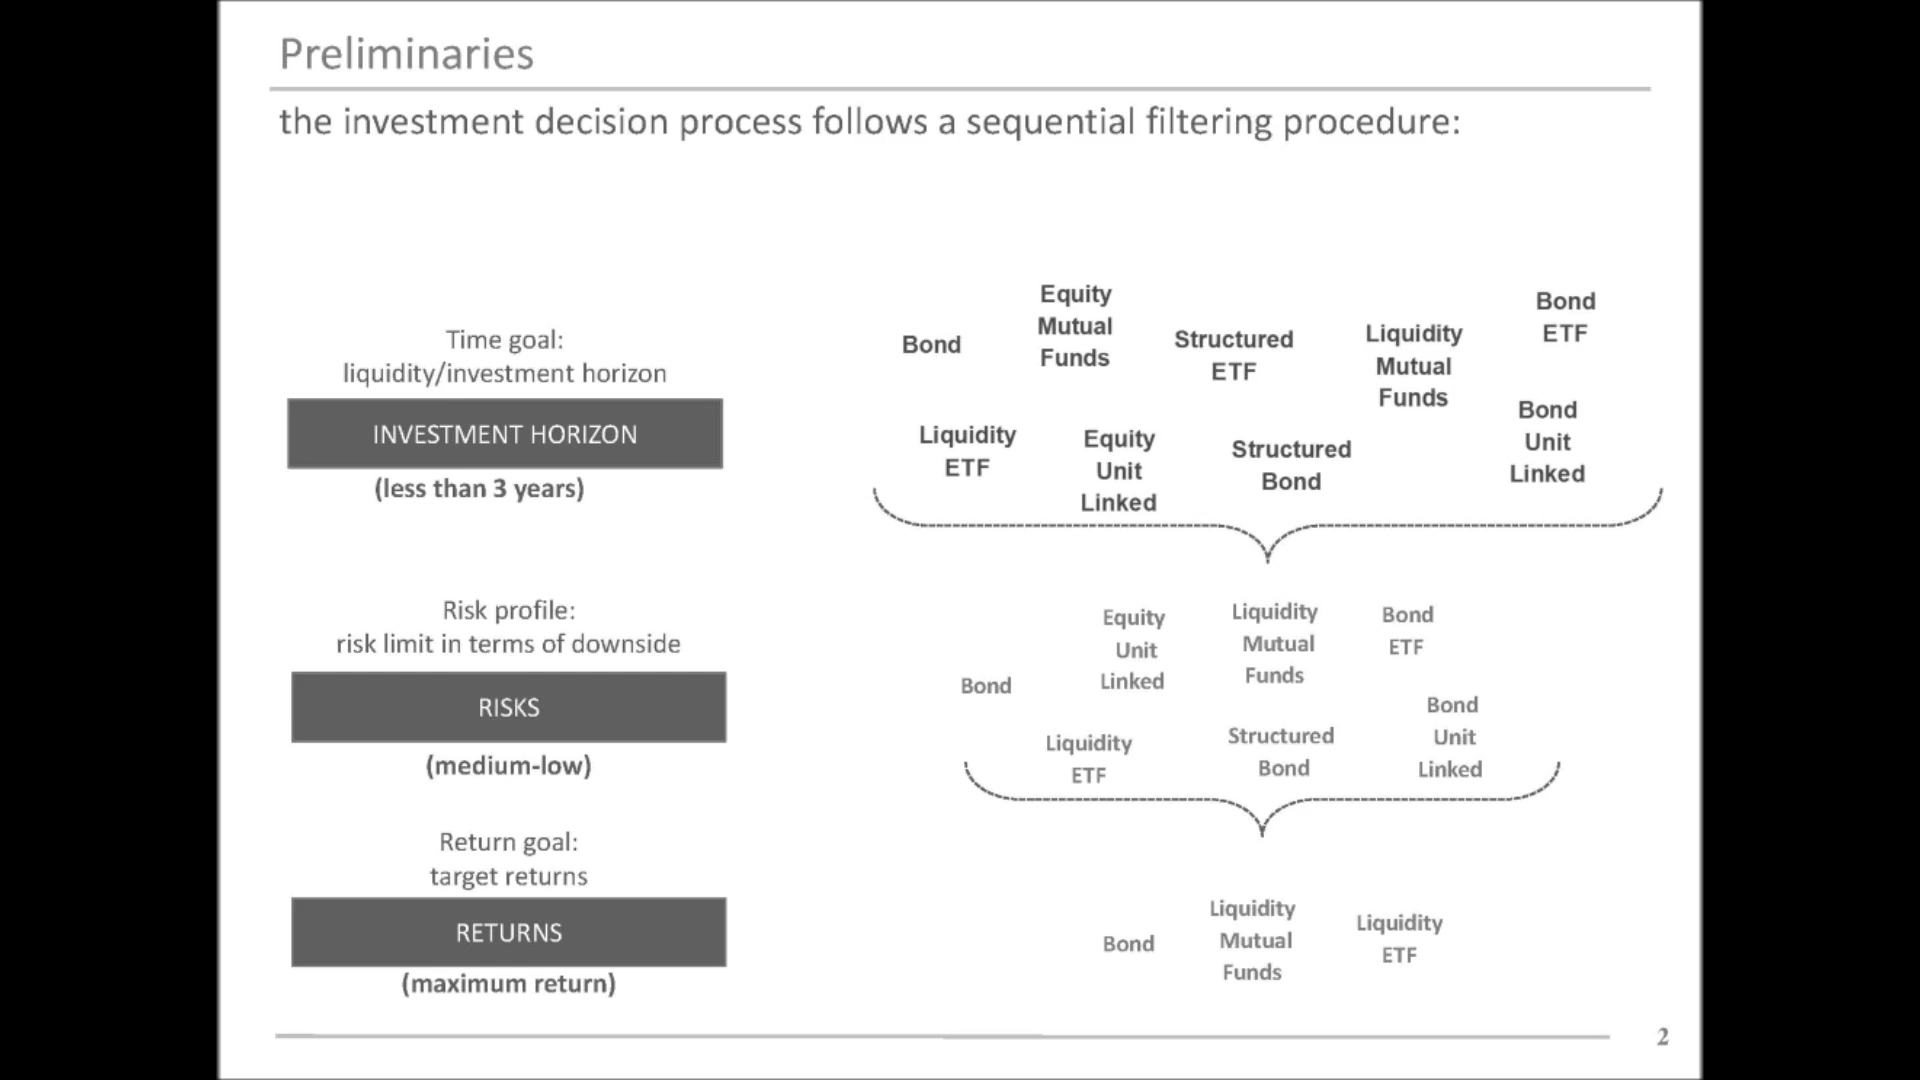 Preliminaries
the investment decision process follows a sequential filtering procedure:
Time goal:
liquidity/investment horizon
INVESTMENT HORIZON
(less than 3 years)
Bond
Equity
Mutual
Funds
Structured
ETF
Liquidity
Mutual
Funds
Bond
ETF
Liquidity
ETF
Equity
Unit
Linked
Structured
Bond
Bond
Unit
Linked
Risk profile:
risk limit in terms of downside
RISKS
(medium-low)
Bond
Equity
Unit
Linked
Liquidity
Mutual
Funds
Bond
ETF
Liquidity
ETF
Structured
Bond
Bond
Unit
Linked
Return goal:
target returns
RETURNS
(maximum return)
Bond
Liquidity
Mutual
Funds
Liquidity
ETF
2